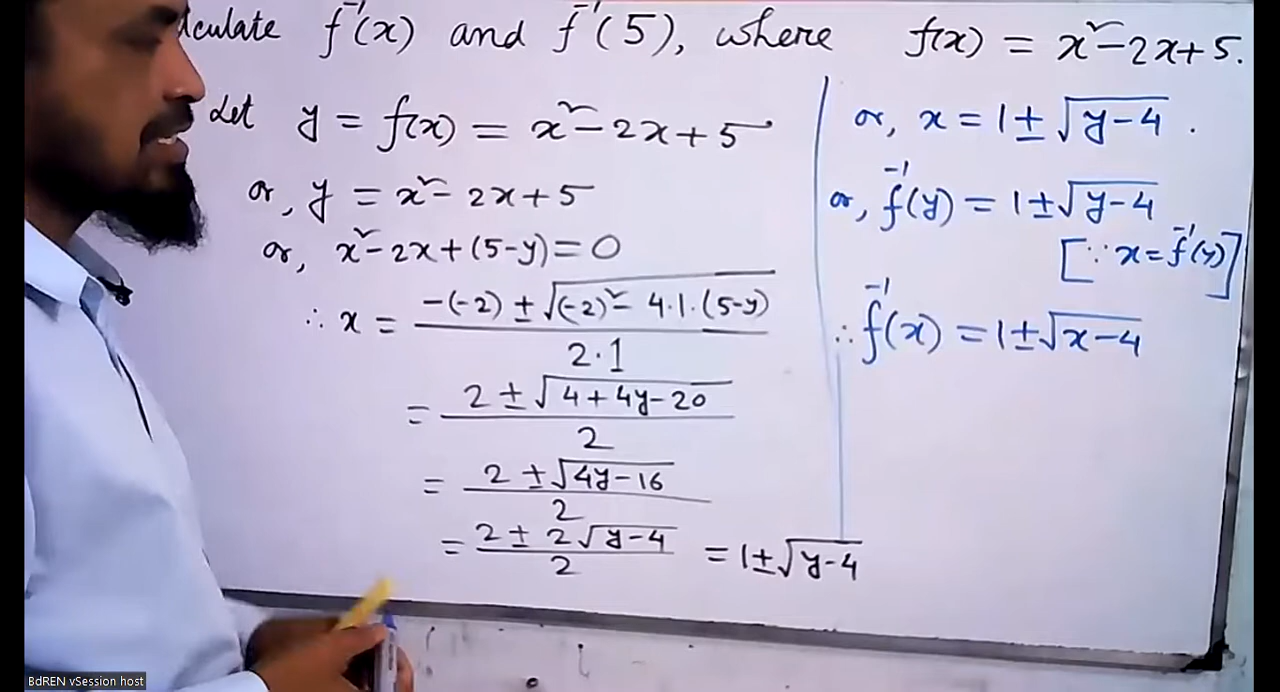 f⁻¹(x) and f⁻¹(5), where f(x) = x² - 2x + 5.
Let y = f(x) = x² - 2x + 5
or, y = x² - 2x + 5
or, x² - 2x + (5-y) = 0
∴ x = (-(-2) ± √((-2)² - 4·1·(5-y))) / (2·1)
= (2 ± √(4 + 4y - 20)) / 2
= (2 ± √(4y - 16)) / 2
= (2 ± 2√(y-4)) / 2 = 1 ± √(y-4)
or, x = 1 ± √(y-4) .
or, f⁻¹(y) = 1 ± √(y-4)
[∵ x = f⁻¹(y)]
∴ f⁻¹(x) = 1 ± √(x-4)
BdREN vSession host